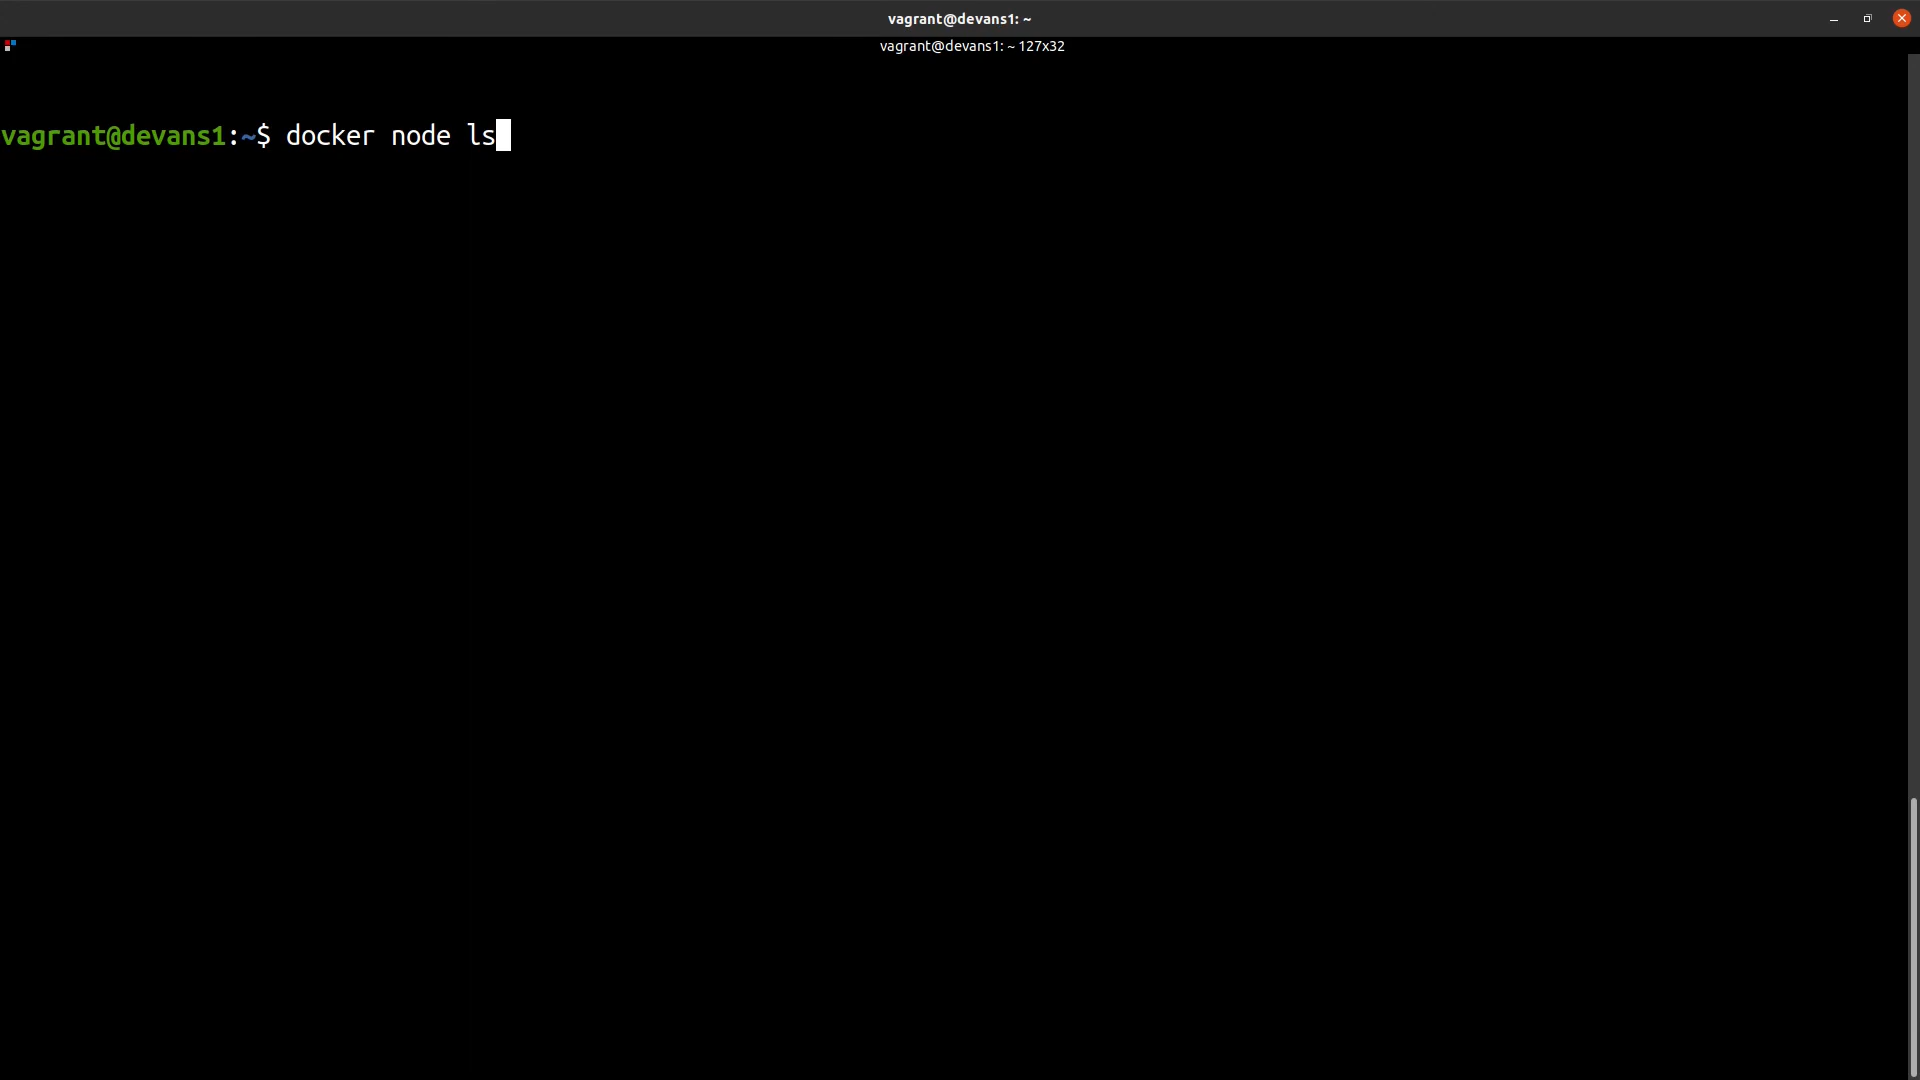 vagrant@devans1: ~
vagrant@devans1: ~ 127x32
vagrant@devans1:~$ docker node ls